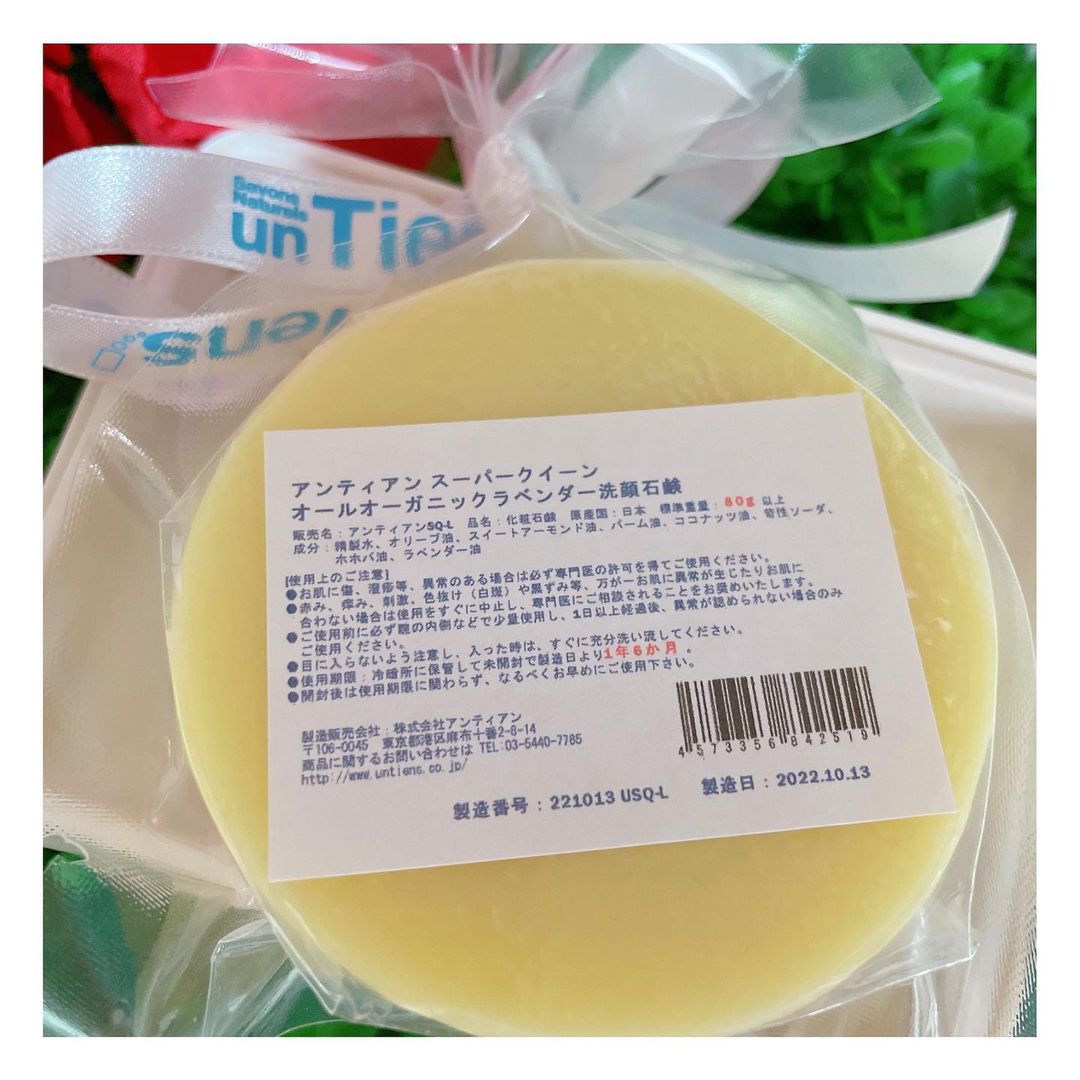 Savons
Naturels
un Tie
iens
アンティアン スーパークイーン
オールオーガニックラベンダー洗顔石鹸
販売名：アンティアンSQ-L 品名：化粧石鹸 原産国：日本 標準重量：80g 以上
成分：精製水、オリーブ油、スイートアーモンド油、パーム油、ココナッツ油、苛性ソーダ、
ホホバ油、ラベンダー油
[使用上のご注意]
●お肌に傷、湿疹等、異常のある場合は必ず専門医の許可を得てご使用ください。
●赤み、痒み、刺激、色抜け（白斑）や黒ずみ等、万が一お肌に異常が生じたりお肌に
合わない場合は使用をすぐに中止し、専門医にご相談されることをお奨めいたします。
●ご使用前に必ず腕の内側などで少量使用し、1日以上経過後、異常が認められない場合のみ
ご使用ください。
●目に入らないよう注意し、入った時は、すぐに充分洗い流してください。
●使用期限：冷暗所に保管して未開封で製造日より1年6か月 。
●開封後は使用期限に関わらず、なるべくお早めにご使用下さい。
製造販売会社：株式会社アンティアン
〒106-0045 東京都港区麻布十番2-8-14
商品に関するお問い合わせは TEL:03-5440-7785
http://www.untiens.co.jp/
4573356842519
製造番号：221013 USQ-L 製造日：2022.10.13